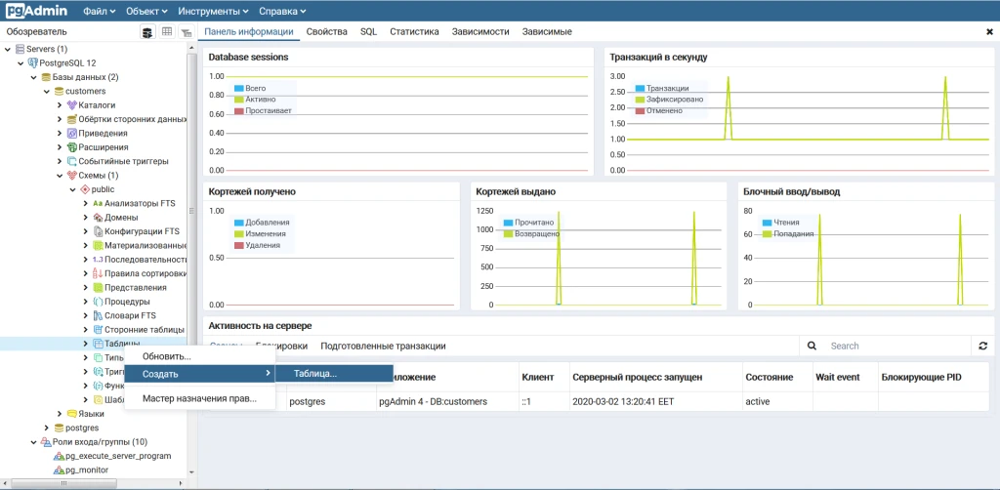 pgAdmin Файл Объект Инструменты Справка
Обозреватель
Панель информации Свойства SQL Статистика Зависимости Зависимые
Servers (1)
PostgreSQL 12
Базы данных (2)
customers
Каталоги
Обёртки сторонних данных
Приведения
Расширения
Событийные триггеры
Схемы (1)
public
Анализаторы FTS
Домены
Конфигурации FTS
Материализованные
Последовательности
Правила сортировки
Представления
Процедуры
Словари FTS
Сторонние таблицы
Таблицы
Типы
Триг
Функ
Шабл
Языки
postgres
Роли входа/группы (10)
pg_execute_server_program
pg_monitor
Обновить...
Создать
Таблица...
Мастер назначения прав...
Database sessions
1.00
0.80
0.60
0.40
0.20
0.00
Всего
Активно
Простаивает
Транзакций в секунду
3.00
2.50
2.00
1.50
1.00
0.50
0.00
Транзакции
Зафиксировано
Отменено
Кортежей получено
1.00
0.50
0.00
Добавления
Изменения
Удаления
Кортежей выдано
1250
1000
750
500
250
0
Прочитано
Возвращено
Блочный ввод/вывод
80
60
40
20
0
Чтения
Попадания
Активность на сервере
Сеансы Блокировки Подготовленные транзакции
Search
иложение Клиент Серверный процесс запущен Состояние Wait event Блокирующие PID
postgres pgAdmin 4 - DB:customers ::1 2020-03-02 13:20:41 EET active